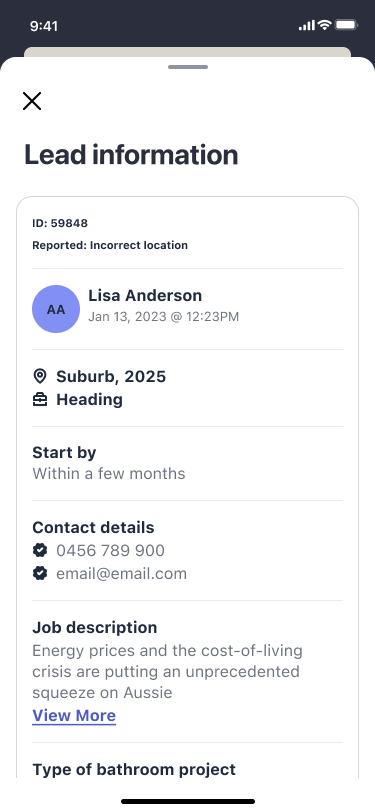 9:41
Lead information
ID: 59848
Reported: Incorrect location
AA
Lisa Anderson
Jan 13, 2023 @ 12:23PM
Suburb, 2025
Heading
Start by
Within a few months
Contact details
0456 789 900
email@email.com
Job description
Energy prices and the cost-of-living
crisis are putting an unprecedented
squeeze on Aussie
View More
Type of bathroom project